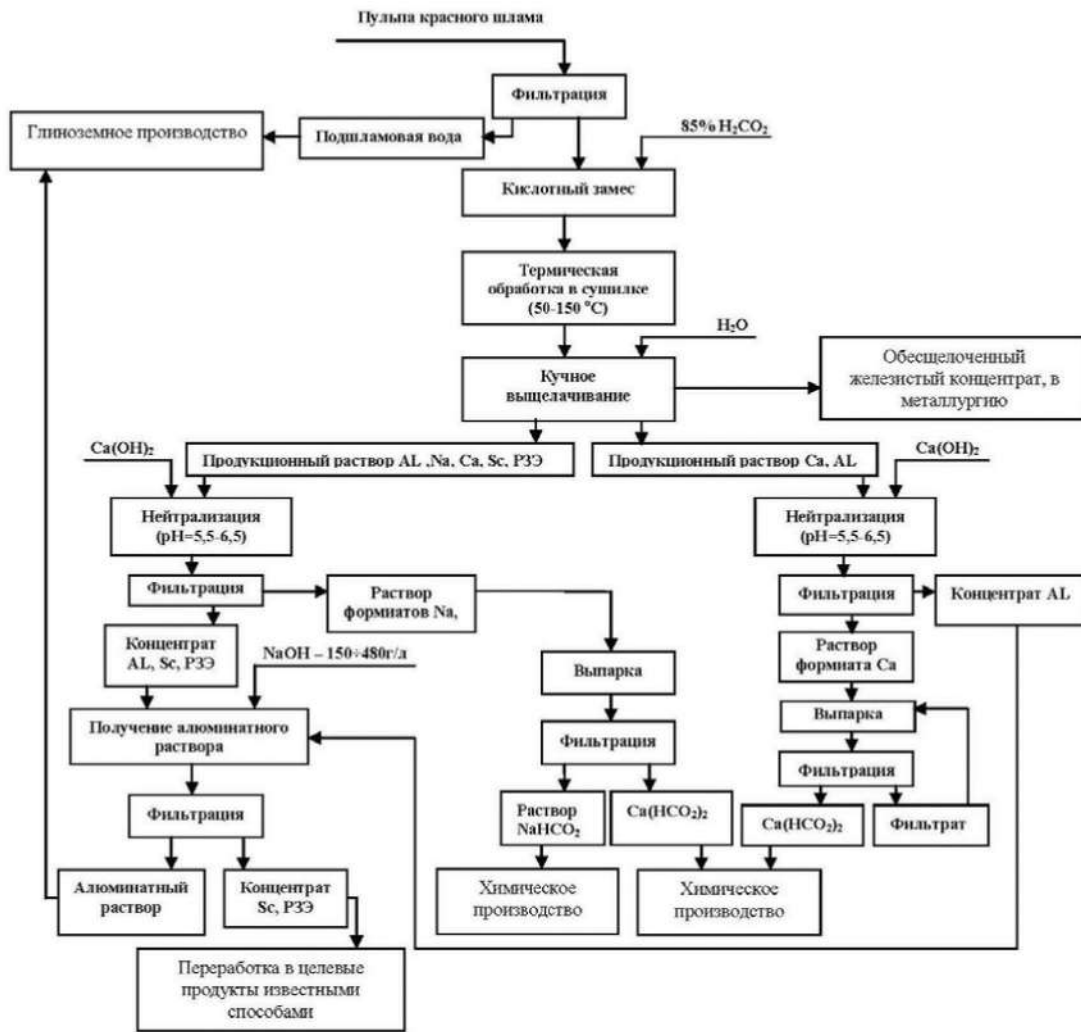 Пульпа красного шлама
Фильтрация
Глиноземное производство
Подшламовая вода
85% H₂CO₂
Кислотный замес
Термическая
обработка в сушилке
(50-150 °C)
H₂O
Кучное
выщелачивание
Обесщелоченный
железистый концентрат, в
металлургию
Ca(OH)₂
Продукционный раствор AL ,Na, Ca, Sc, РЗЭ
Продукционный раствор Ca, AL
Ca(OH)₂
Нейтрализация
(pH=5,5-6,5)
Нейтрализация
(pH=5,5-6,5)
Фильтрация
Раствор
формиатов Na,
Фильтрация
Концентрат AL
Концентрат
AL, Sc, РЗЭ
NaOH – 150÷480г/л
Выпарка
Раствор
формиата Ca
Получение алюминатного
раствора
Выпарка
Фильтрация
Фильтрация
Фильтрация
Раствор
NaHCO₂
Ca(HCO₂)₂
Ca(HCO₂)₂
Фильтрат
Алюминатный
раствор
Концентрат
Sc, РЗЭ
Химическое
производство
Химическое
производство
Переработка в целевые
продукты известными
способами